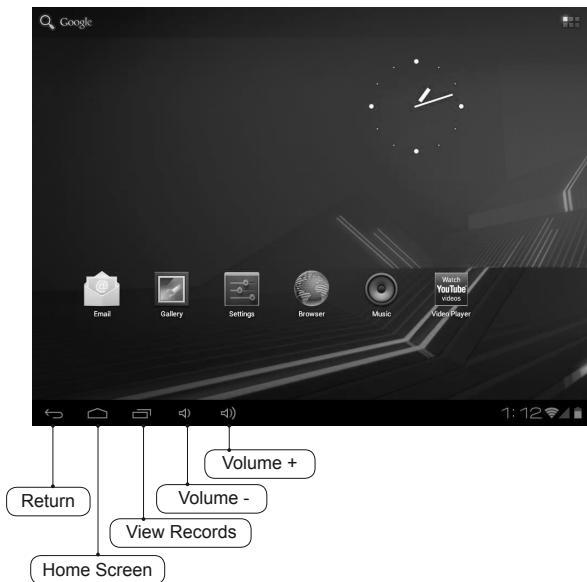 Google
@
Watch
YouTube
videos
Email
Gallery
Settings
Browser
Music
Video Player
1:12
Volume +
Return
Volume -
View Records
Home Screen